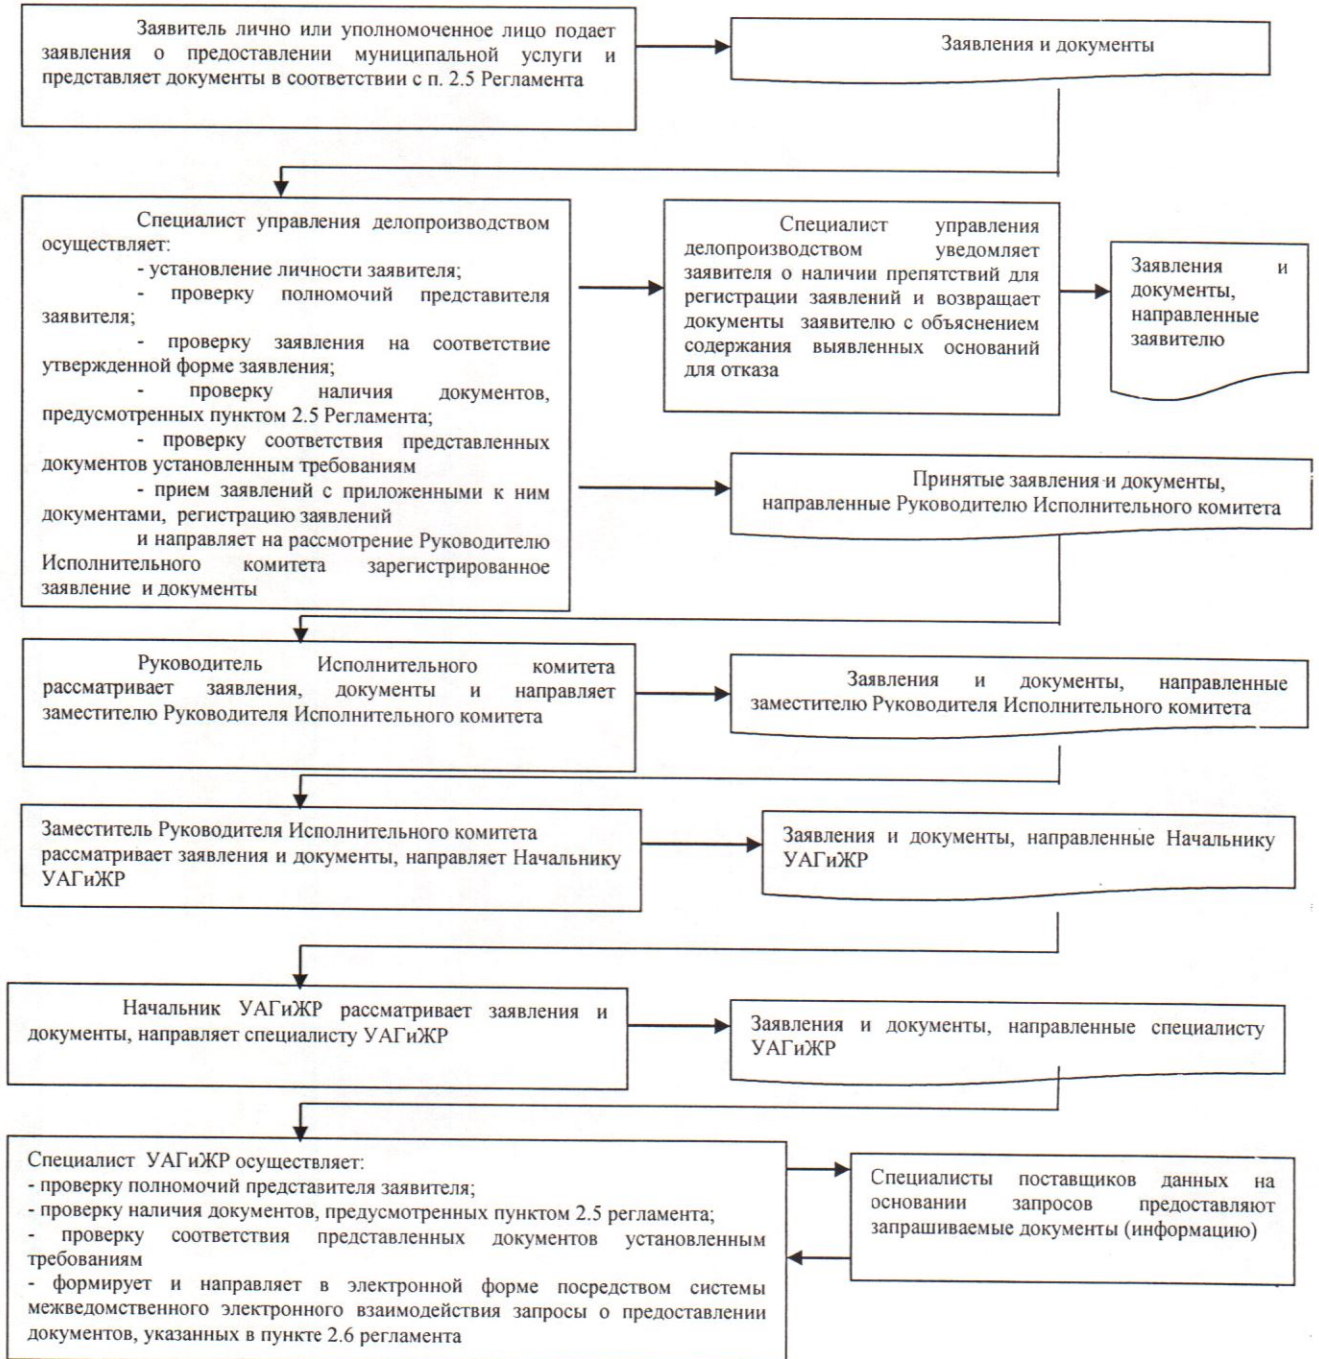 Заявитель лично или уполномоченное лицо подает
заявления о предоставлении муниципальной услуги и
представляет документы в соответствии с п. 2.5 Регламента
Заявления и документы
Специалист управления делопроизводством
осуществляет:
- установление личности заявителя;
- проверку полномочий представителя
заявителя;
- проверку заявления на соответствие
утвержденной форме заявления;
- проверку наличия документов,
предусмотренных пунктом 2.5 Регламента;
- проверку соответствия представленных
документов установленным требованиям
- прием заявлений с приложенными к ним
документами, регистрацию заявлений
и направляет на рассмотрение Руководителю
Исполнительного комитета зарегистрированное
заявление и документы
Специалист управления
делопроизводством уведомляет
заявителя о наличии препятствий для
регистрации заявлений и возвращает
документы заявителю с объяснением
содержания выявленных оснований
для отказа
Заявления и
документы,
направленные
заявителю
Принятые заявления и документы,
направленные Руководителю Исполнительного комитета
Руководитель Исполнительного комитета
рассматривает заявления, документы и направляет
заместителю Руководителя Исполнительного комитета
Заявления и документы, направленные
заместителю Руководителя Исполнительного комитета
Заместитель Руководителя Исполнительного комитета
рассматривает заявления и документы, направляет Начальнику
УАГиЖР
Заявления и документы, направленные Начальнику
УАГиЖР
Начальник УАГиЖР рассматривает заявления и
документы, направляет специалисту УАГиЖР
Заявления и документы, направленные специалисту
УАГиЖР
Специалист УАГиЖР осуществляет:
- проверку полномочий представителя заявителя;
- проверку наличия документов, предусмотренных пунктом 2.5 регламента;
- проверку соответствия представленных документов установленным
требованиям
- формирует и направляет в электронной форме посредством системы
межведомственного электронного взаимодействия запросы о предоставлении
документов, указанных в пункте 2.6 регламента
Специалисты поставщиков данных на
основании запросов предоставляют
запрашиваемые документы (информацию)